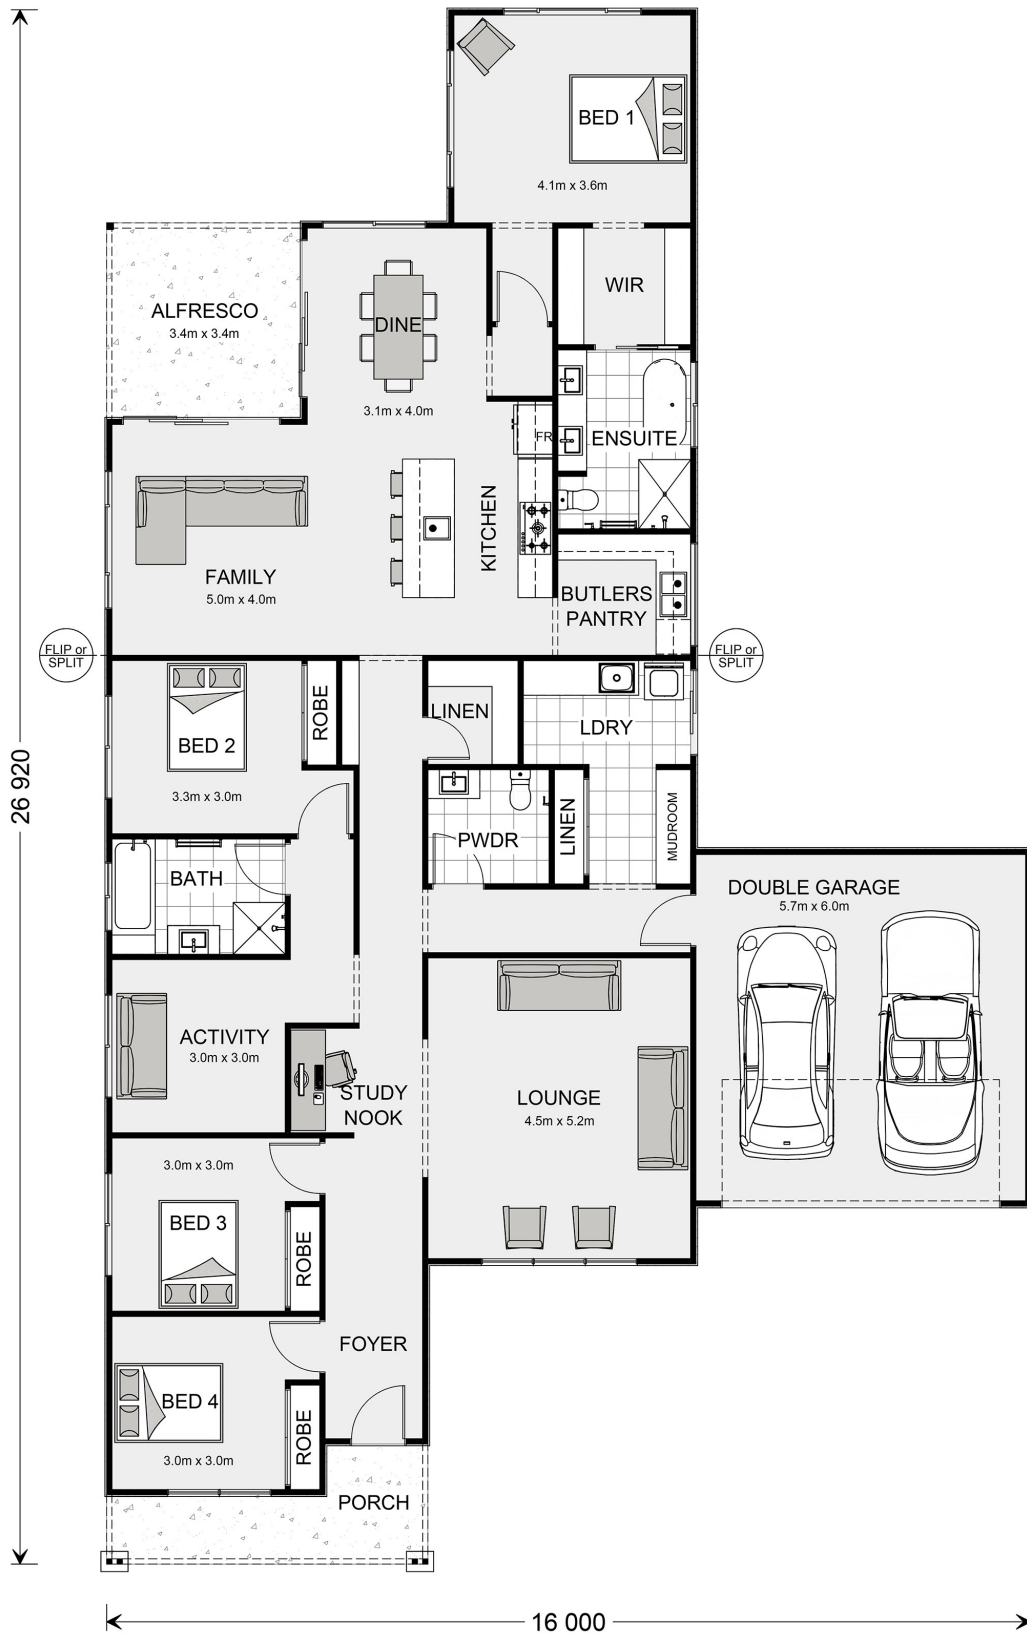 BED 1
4.1m x 3.6m
WIR
ALFRESCO
3.4m x 3.4m
DINE
3.1m x 4.0m
FR
ENSUITE
KITCHEN
FAMILY
5.0m x 4.0m
BUTLERS
PANTRY
FLIP or
SPLIT
FLIP or
SPLIT
BED 2
3.3m x 3.0m
ROBE
LINEN
LDRY
PWDR
LINEN
MUDROOM
BATH
DOUBLE GARAGE
5.7m x 6.0m
ACTIVITY
3.0m x 3.0m
STUDY
NOOK
LOUNGE
4.5m x 5.2m
3.0m x 3.0m
BED 3
ROBE
FOYER
BED 4
3.0m x 3.0m
ROBE
PORCH
26 920
16 000